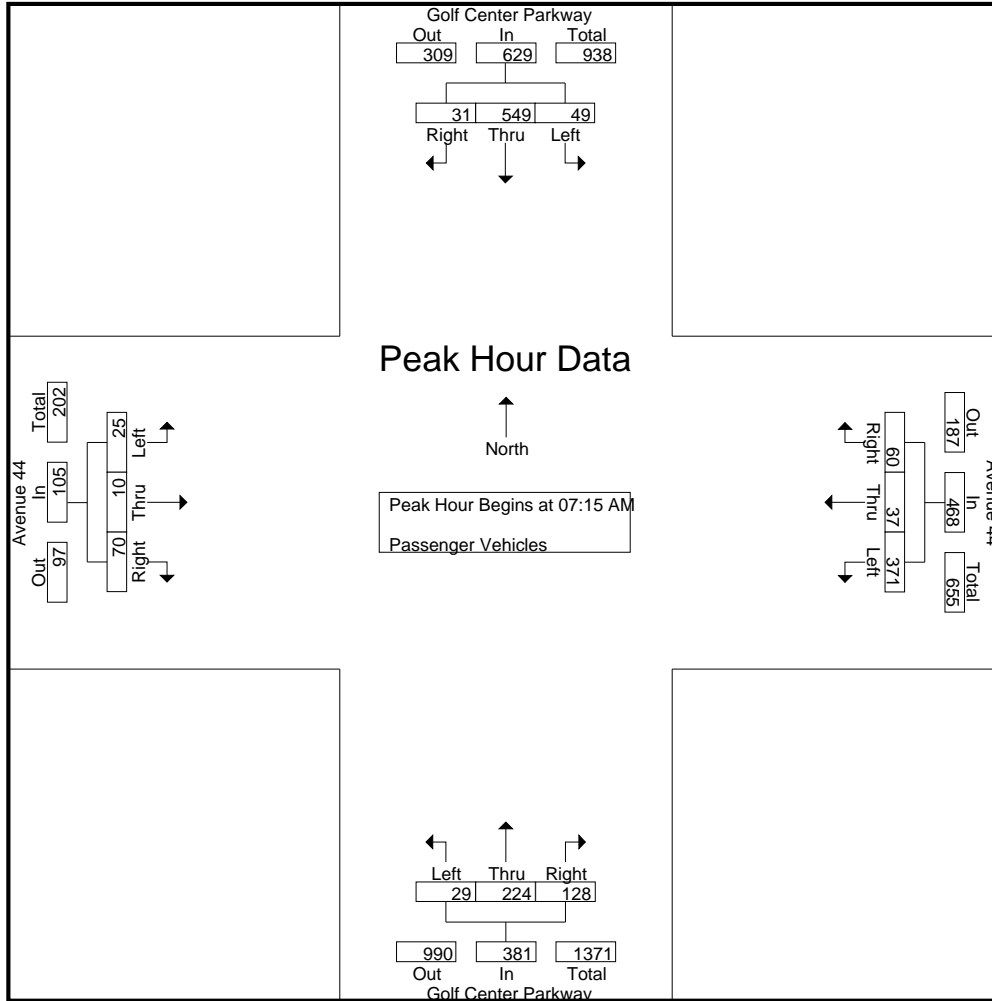 Golf Center Parkway
Out In Total
309 629 938
31 549 49
Right Thru Left
Peak Hour Data
North
Peak Hour Begins at 07:15 AM
Passenger Vehicles
Avenue 44
Total In Out
202 105 97
25 10 70
Left Thru Right
Right Thru Left
60 37 371
187 468 655
Out In Total
Avenue 44
Left Thru Right
29 224 128
990 381 1371
Out In Total
Golf Center Parkway